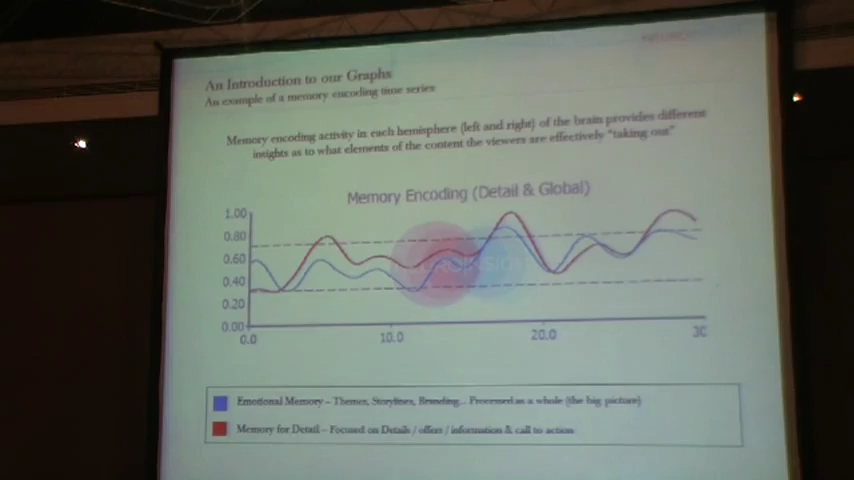 An Introduction to our Graphs
An example of a memory encoding time series
Memory encoding activity in each hemisphere (left and right) of the brain provides different
insights as to what elements of the content the viewers are effectively "taking out"
Memory Encoding (Detail & Global)
1.00
0.80
0.60
0.40
0.20
0.00
0.0 10.0 20.0 30
Emotional Memory – Themes, Storylines, Branding... Processed as a whole (the big picture)
Memory for Detail – Focused on Details / offers / information & call to action